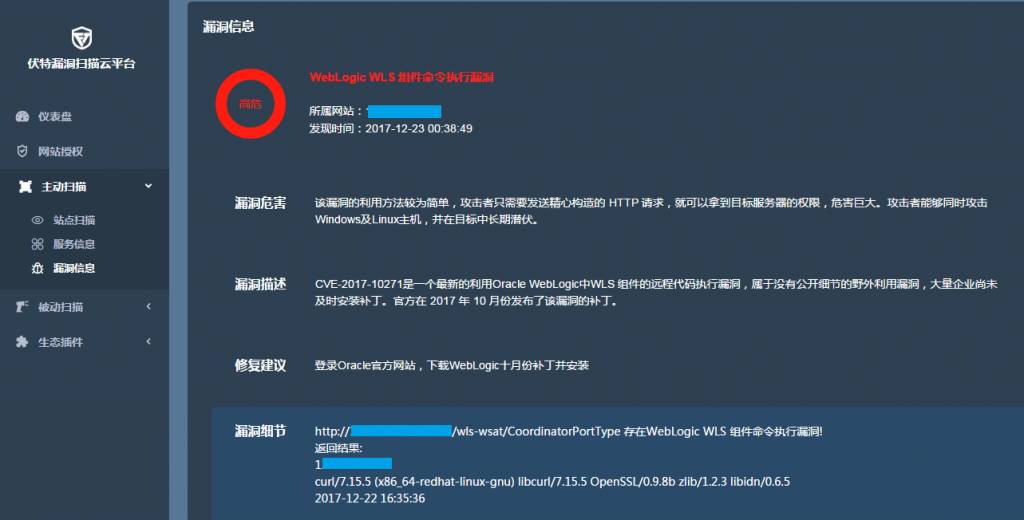 伏特漏洞扫描云平台
仪表盘
网站授权
主动扫描
站点扫描
服务信息
漏洞信息
被动扫描
生态插件
漏洞信息
高危
WebLogic WLS 组件命令执行漏洞
所属网站：
发现时间：2017-12-23 00:38:49
漏洞危害
该漏洞的利用方法较为简单，攻击者只需要发送精心构造的 HTTP 请求，就可以拿到目标服务器的权限，危害巨大。攻击者能够同时攻击
Windows及Linux主机，并在目标中长期潜伏。
漏洞描述
CVE-2017-10271是一个最新的利用Oracle WebLogic中WLS 组件的远程代码执行漏洞，属于没有公开细节的野外利用漏洞，大量企业尚未
及时安装补丁。官方在 2017 年 10 月份发布了该漏洞的补丁。
修复建议
登录Oracle官方网站，下载WebLogic十月份补丁并安装
漏洞细节
http://
/wls-wsat/CoordinatorPortType 存在WebLogic WLS 组件命令执行漏洞!
返回结果:
1
curl/7.15.5 (x86_64-redhat-linux-gnu) libcurl/7.15.5 OpenSSL/0.9.8b zlib/1.2.3 libidn/0.6.5
2017-12-22 16:35:36